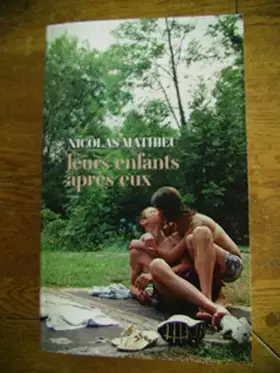 NICOLAS MATHIEU
leurs enfants
après eux